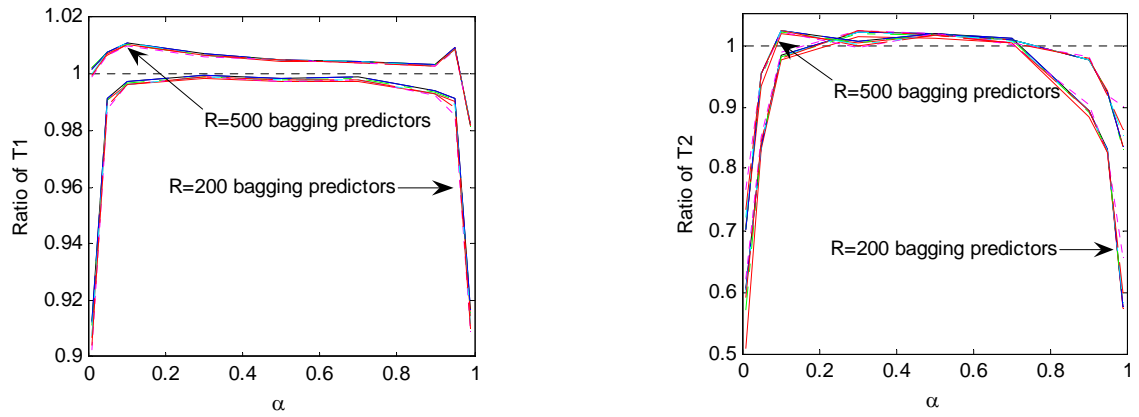 1.02
1
0.98
0.96
0.94
0.92
0.9
0 0.2 0.4 0.6 0.8 1
Ratio of T1
α
R=500 bagging predictors
R=200 bagging predictors
1
0.9
0.8
0.7
0.6
0.5
0 0.2 0.4 0.6 0.8 1
Ratio of T2
α
R=500 bagging predictors
R=200 bagging predictors